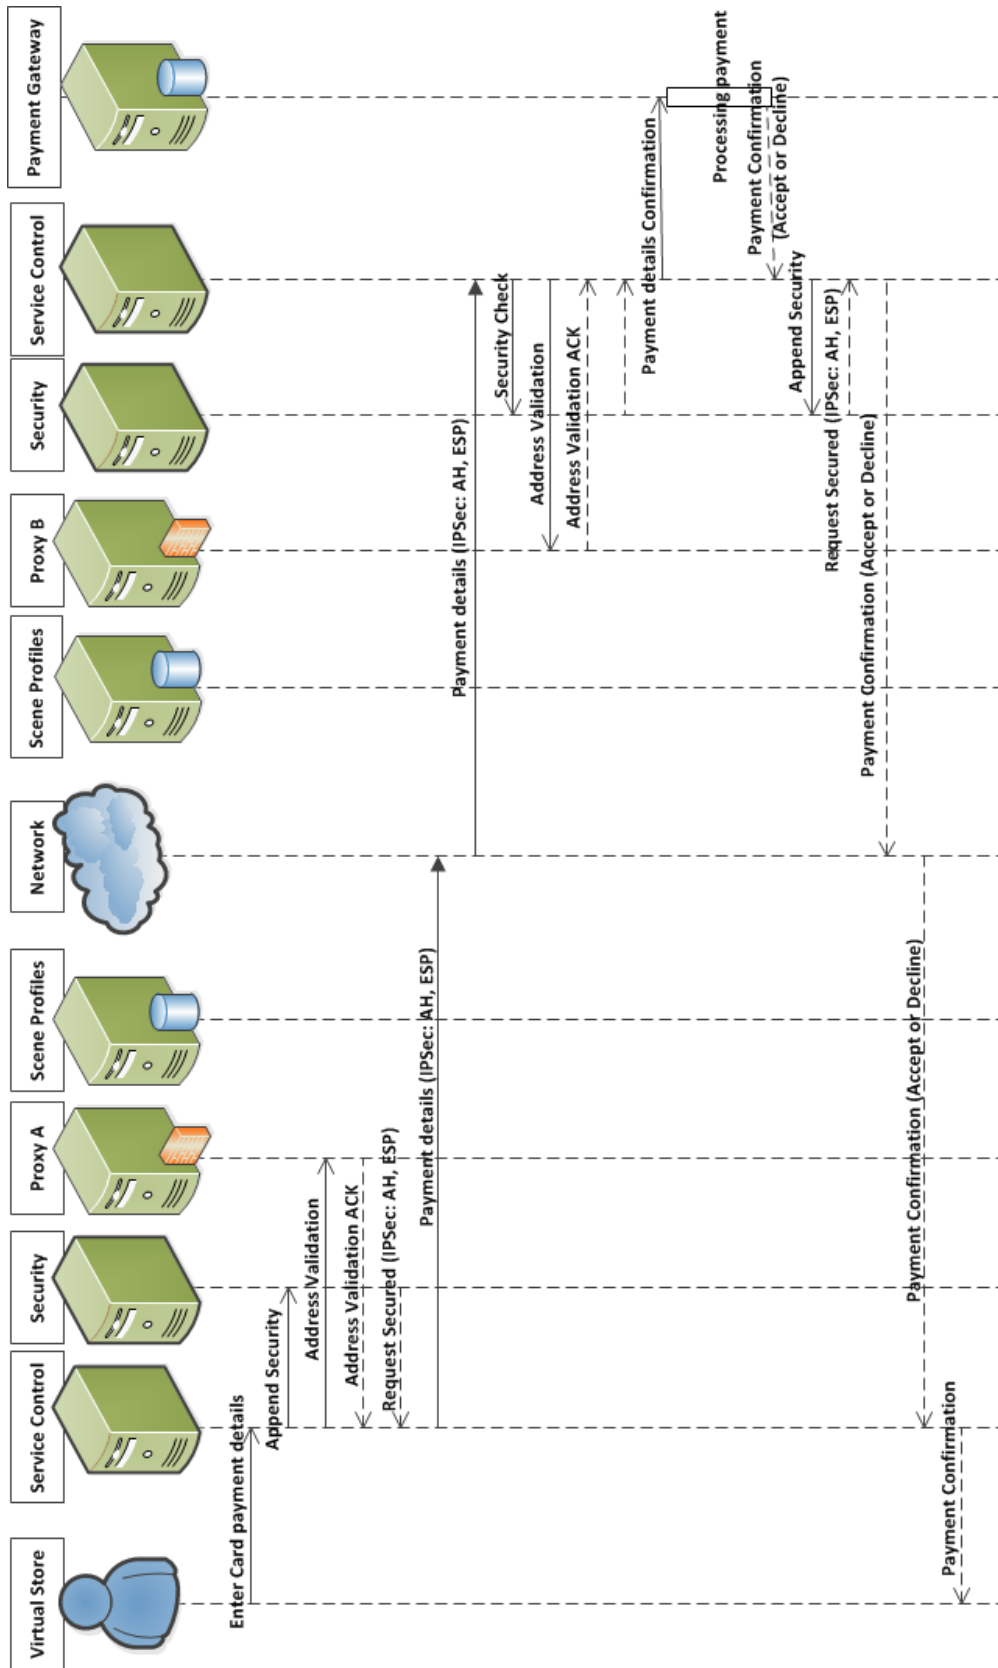 Virtual Store
Service Control
Security
Proxy A
Scene Profiles
Network
Scene Profiles
Proxy B
Security
Service Control
Payment Gateway
Enter Card payment details
Append Security
Address Validation
Address Validation ACK
Request Secured (IPSec: AH, ESP)
Payment details (IPSec: AH, ESP)
Payment details (IPSec: AH, ESP)
Security Check
Address Validation
Address Validation ACK
Payment details Confirmation
Processing payment
Payment Confirmation
(Accept or Decline)
Append Security
Request Secured (IPSec: AH, ESP)
Payment Confirmation (Accept or Decline)
Payment Confirmation (Accept or Decline)
Payment Confirmation